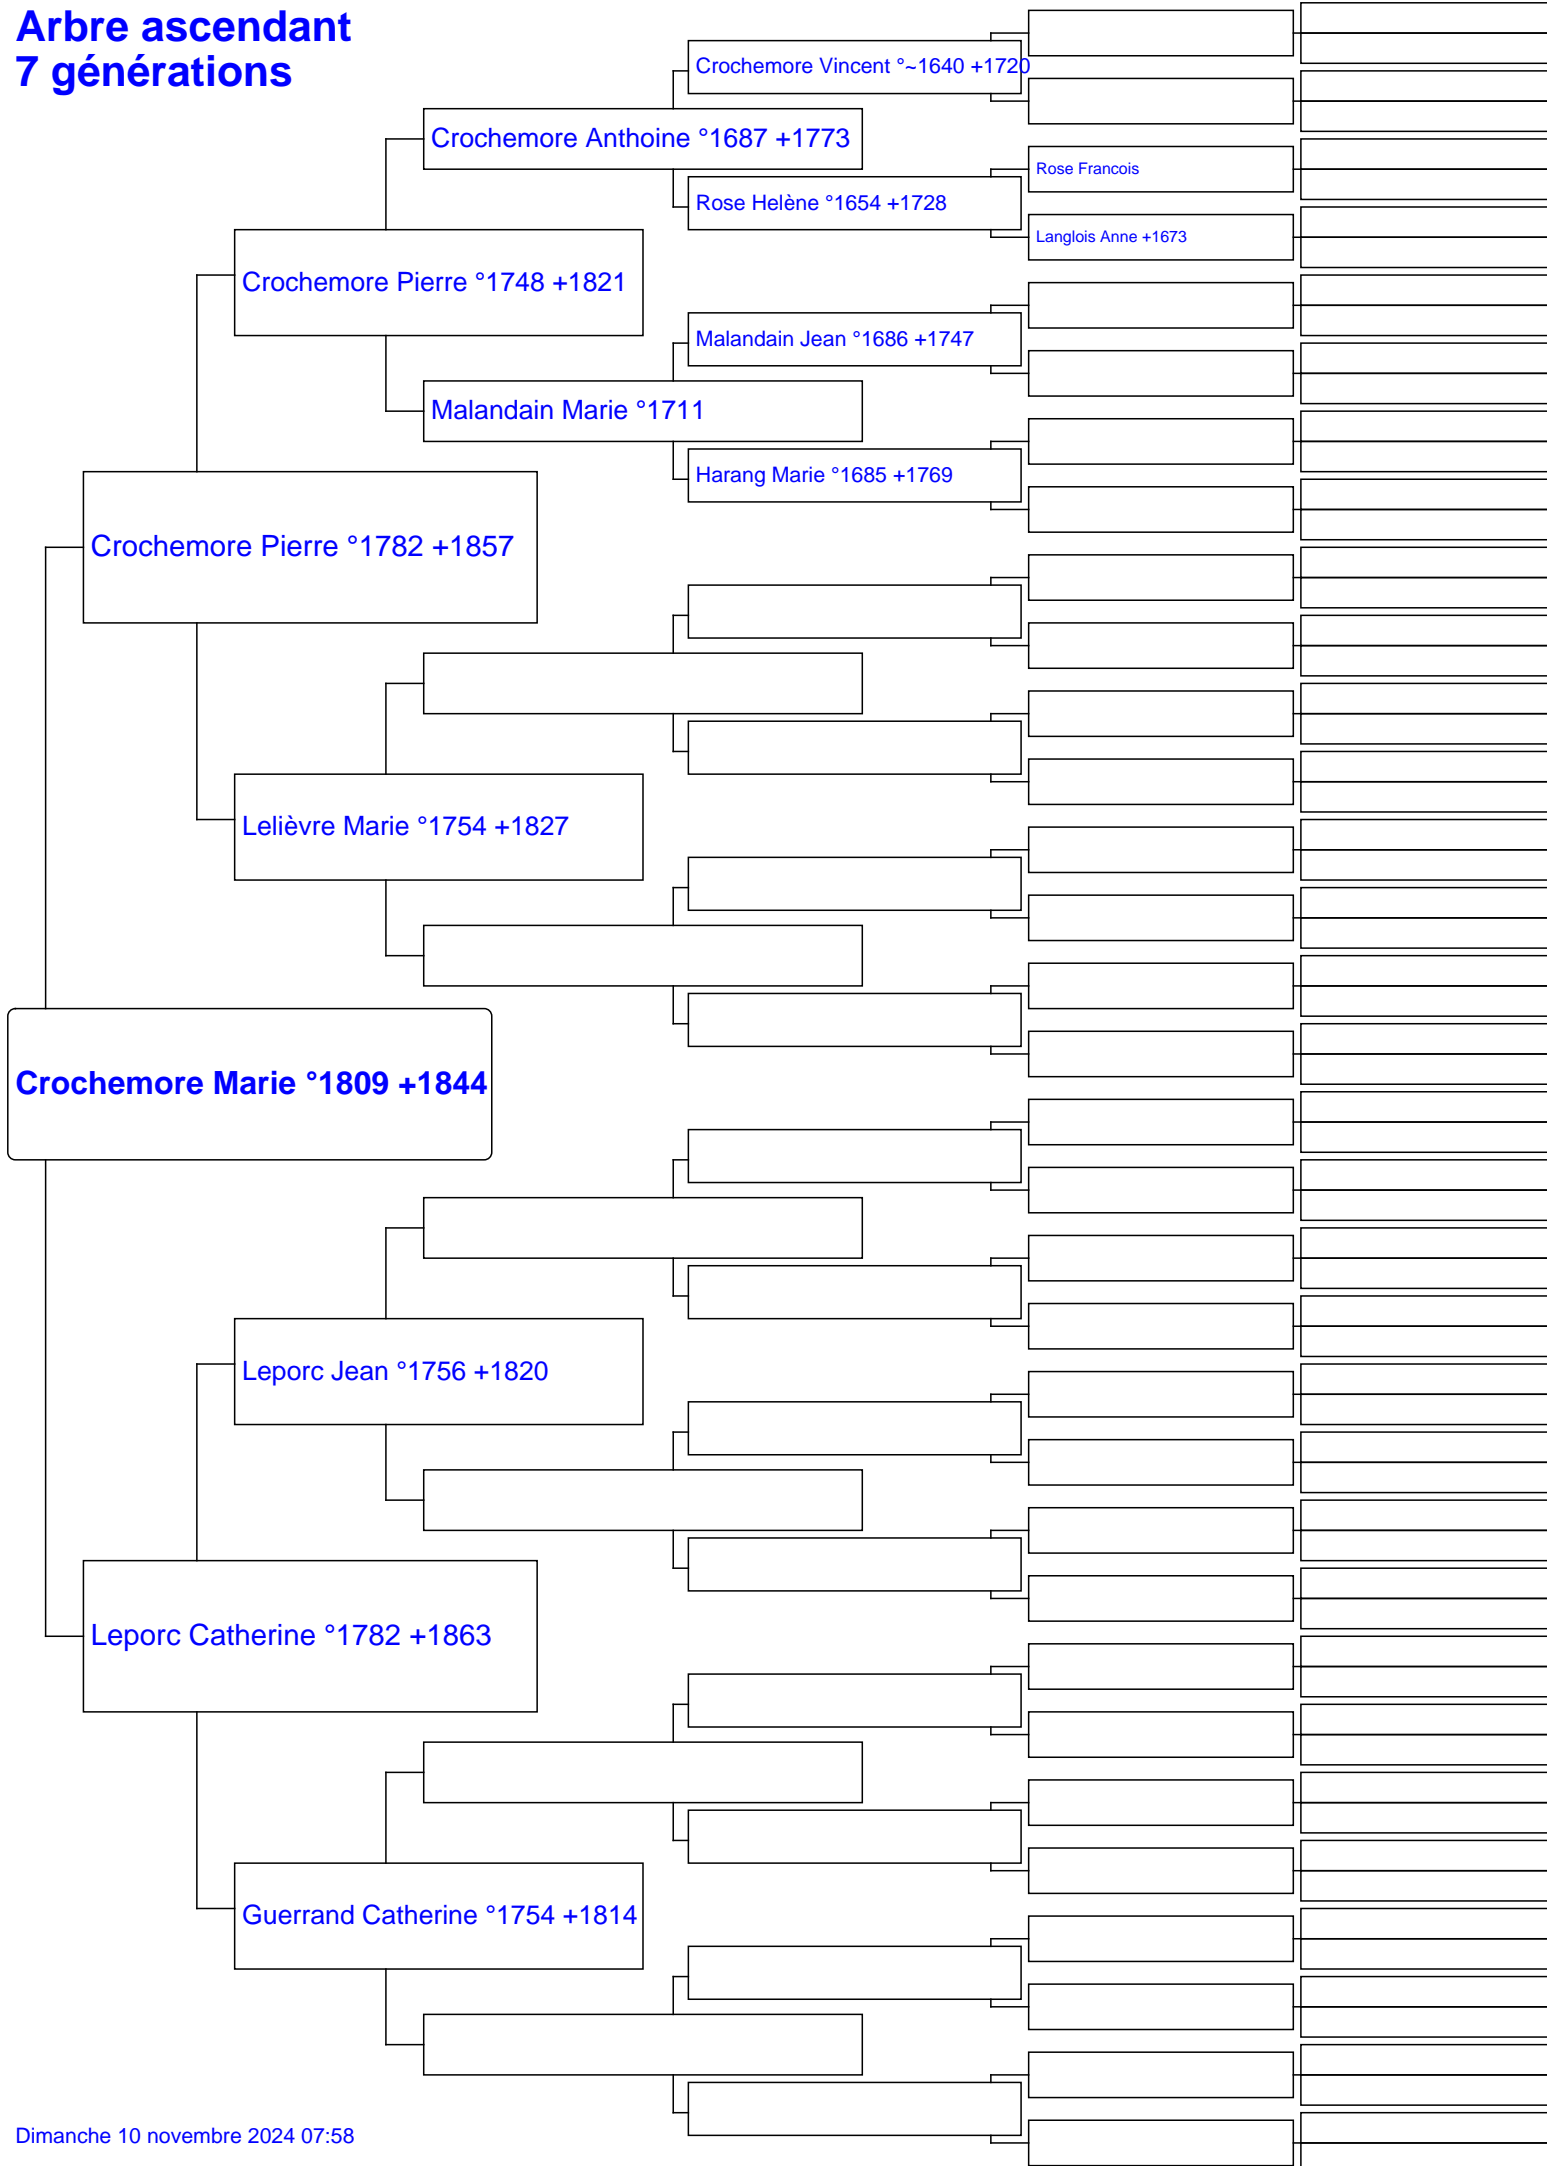 Arbre ascendant
7 générations
Crochemore Vincent °~1640 +1720
Crochemore Anthoine °1687 +1773
Rose Francois
Rose Helène °1654 +1728
Langlois Anne +1673
Crochemore Pierre °1748 +1821
Malandain Jean °1686 +1747
Malandain Marie °1711
Harang Marie °1685 +1769
Crochemore Pierre °1782 +1857
Lelièvre Marie °1754 +1827
Crochemore Marie °1809 +1844
Leporc Jean °1756 +1820
Leporc Catherine °1782 +1863
Guerrand Catherine °1754 +1814
Dimanche 10 novembre 2024 07:58